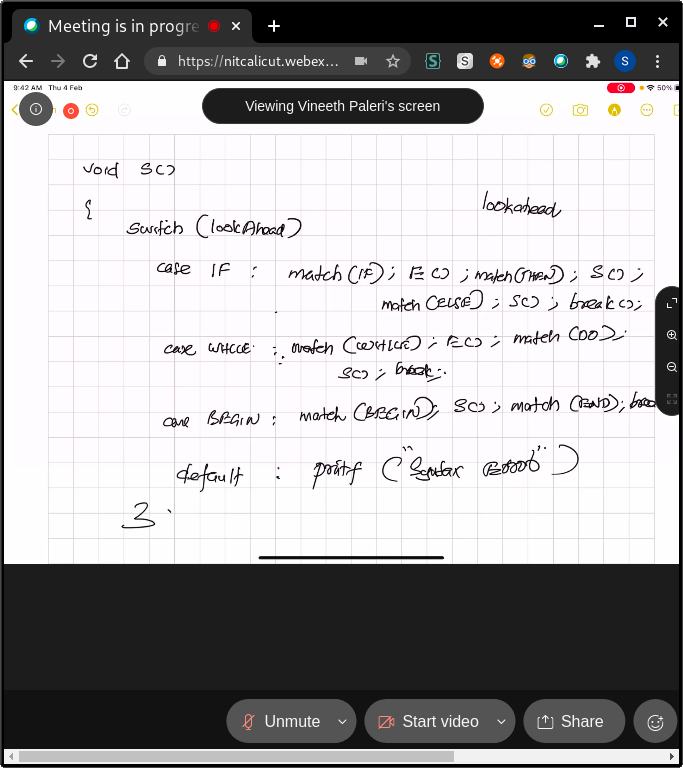 Meeting is in progre
https://nitcalicut.webex...
S
S
S
9:42 AM Thu 4 Feb
50%
Viewing Vineeth Paleri's screen
void S()
{
lookahead
switch (lookAhead)
case IF : match(IF); E(); match(THEN); S();
match(ELSE); S(); break();
case WHILE : match(WHILE); E(); match(DO);
S(); break;
case BEGIN : match(BEGIN); S(); match(END); brea
default : printf ("Syntax Error")
}
Unmute
Start video
Share